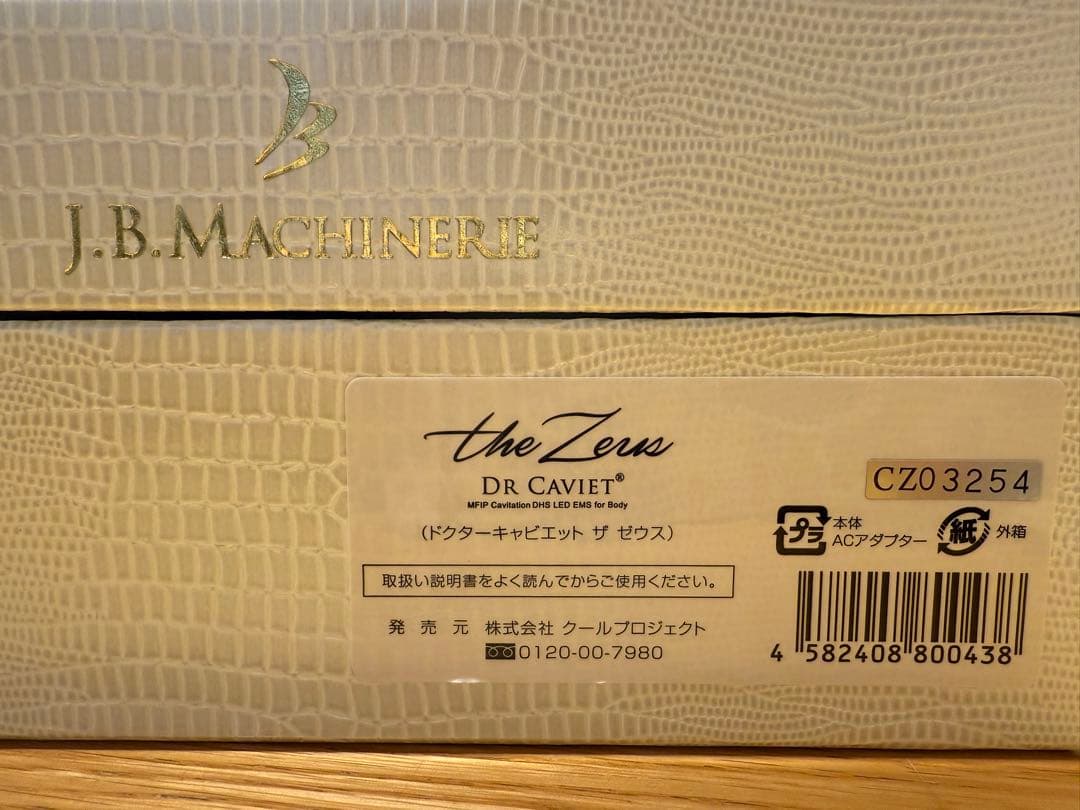 J.B.MACHINERIE
the Zeus
DR CAVIET®
MFIP Cavitation DHS LED EMS for Body
(ドクターキャビエット ザ ゼウス)
取扱い説明書をよく読んでからご使用ください。
発売元 株式会社 クールプロジェクト
0120-00-7980
CZ03254
プラ 本体
ACアダプター
紙 外箱
4 582408 800438